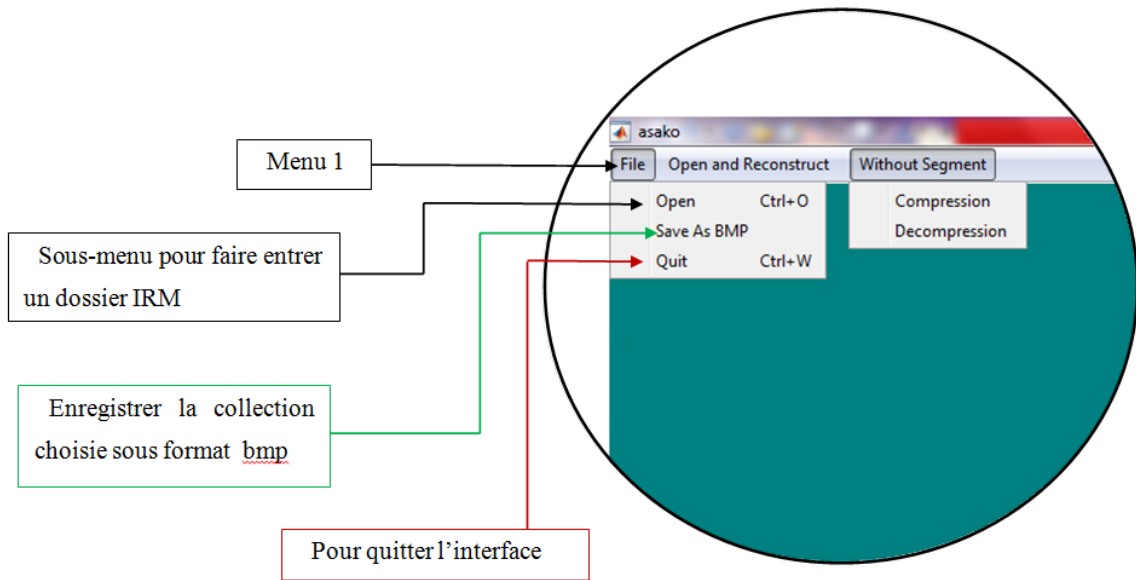 asako
Menu 1
File Open and Reconstruct Without Segment
Open Ctrl+O
Save As BMP
Quit Ctrl+W
Compression
Decompression
Sous-menu pour faire entrer
un dossier IRM
Enregistrer la collection
choisie sous format bmp
Pour quitter l’interface